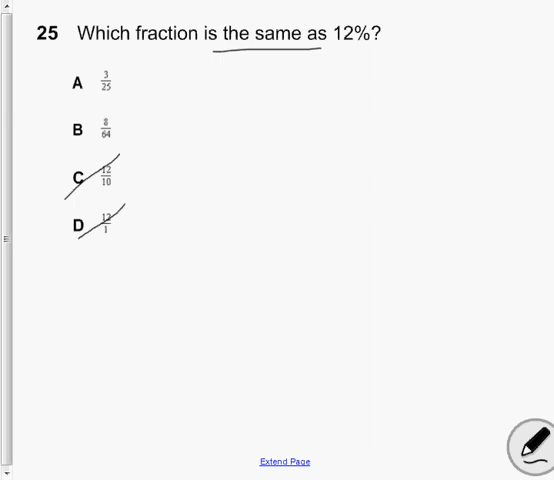 25 Which fraction is the same as 12%?
A 3/25
B 8/64
C 12/10
D 12/1
Extend Page